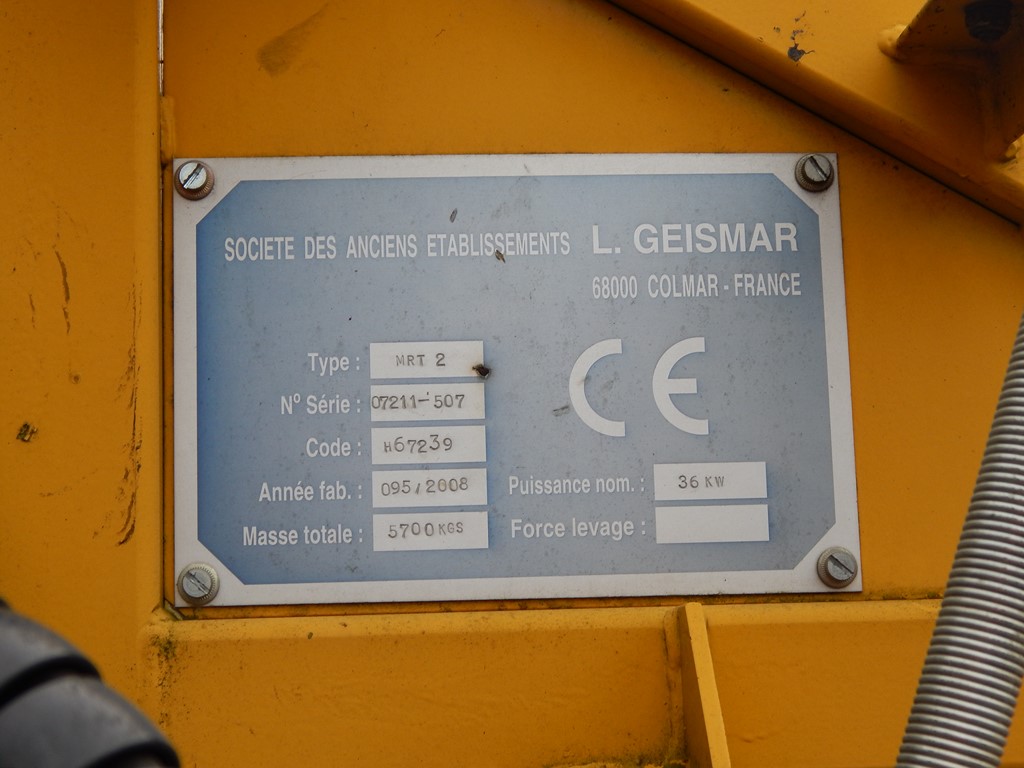 SOCIETE DES ANCIENS ETABLISSEMENTS L. GEISMAR
68000 COLMAR - FRANCE
Type : MRT 2
CE
N° Série : 07211-507
Code : H67239
Année fab. : 095/2008
Puissance nom. : 36 KW
Masse totale : 5700 KGS
Force levage :